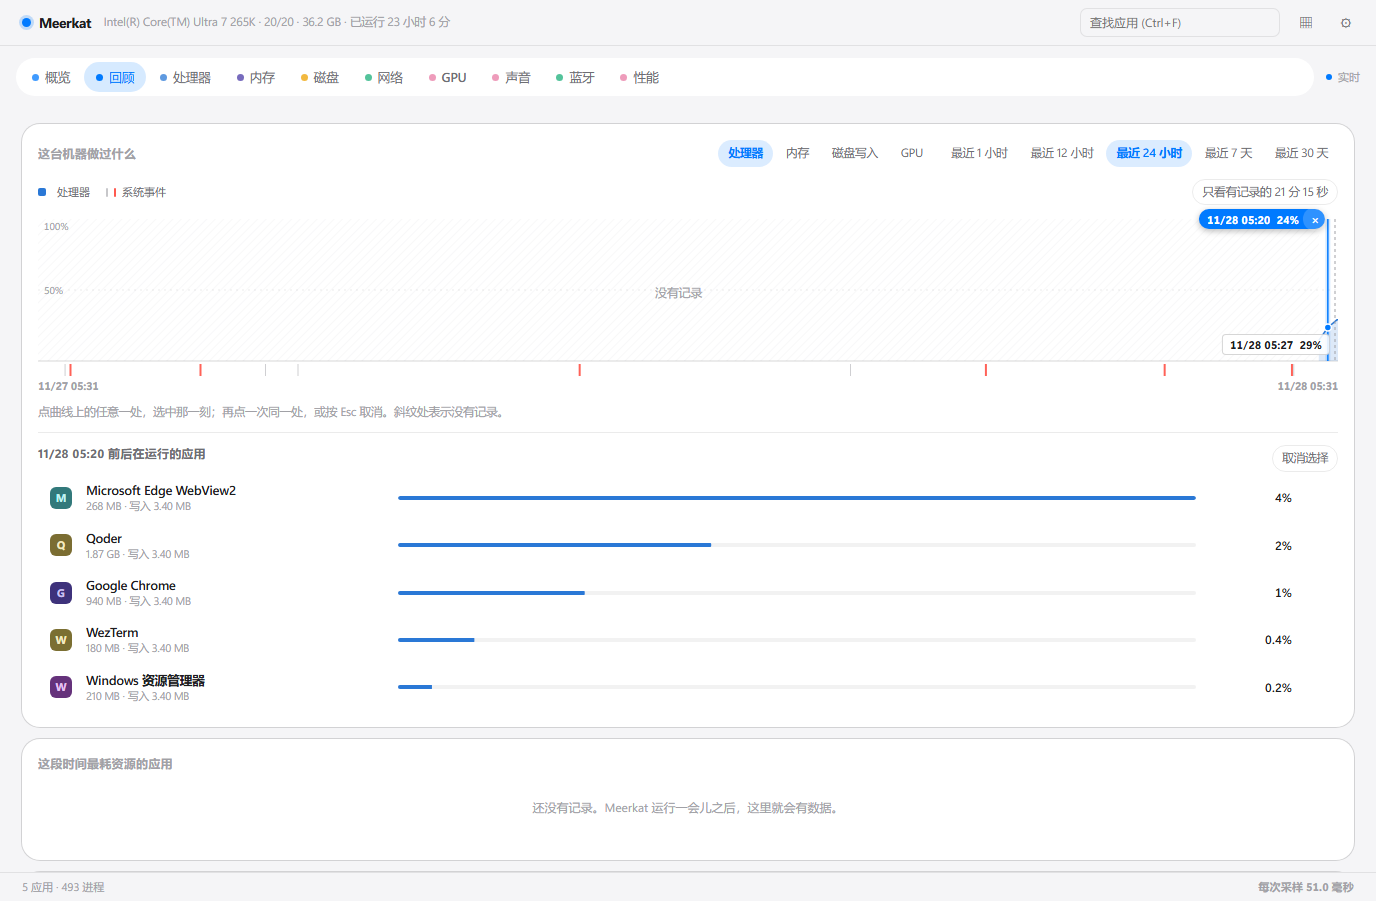 Meerkat Intel(R) Core(TM) Ultra 7 265K · 20/20 · 36.2 GB · 已运行 23 小时 6 分 查找应用 (Ctrl+F)
概览 回顾 处理器 内存 磁盘 网络 GPU 声音 蓝牙 性能 实时
这台机器做过什么 处理器 内存 磁盘写入 GPU 最近 1 小时 最近 12 小时 最近 24 小时 最近 7 天 最近 30 天
处理器 系统事件 只看有记录的 21 分 15 秒
11/28 05:20 24% ×
100%
50%
没有记录
11/28 05:27 29%
11/27 05:31 11/28 05:31
点曲线上的任意一处，选中那一刻；再点一次同一处，或按 Esc 取消。斜纹处表示没有记录。
11/28 05:20 前后在运行的应用 取消选择
M Microsoft Edge WebView2 4%
268 MB · 写入 3.40 MB
Q Qoder 2%
1.87 GB · 写入 3.40 MB
G Google Chrome 1%
940 MB · 写入 3.40 MB
W WezTerm 0.4%
180 MB · 写入 3.40 MB
W Windows 资源管理器 0.2%
210 MB · 写入 3.40 MB
这段时间最耗资源的应用
还没有记录。Meerkat 运行一会儿之后，这里就会有数据。
5 应用 · 493 进程 每次采样 51.0 毫秒